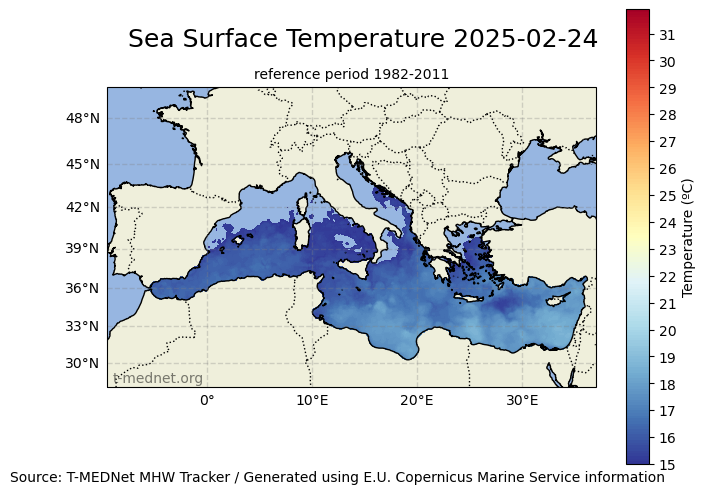 Sea Surface Temperature 2025-02-24
reference period 1982-2011
48°N
45°N
42°N
39°N
36°N
33°N
30°N
t-mednet.org
0°
10°E
20°E
30°E
31
30
29
28
27
26
25
24
23
22
21
20
19
18
17
16
15
Temperature (ºC)
Source: T-MEDNet MHW Tracker / Generated using E.U. Copernicus Marine Service information